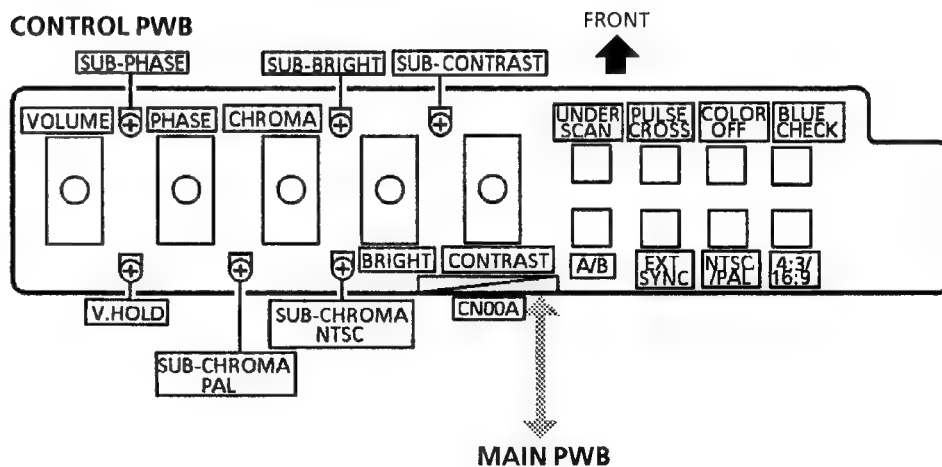 CONTROL PWB
FRONT
SUB-PHASE
SUB-BRIGHT
SUB-CONTRAST
VOLUME
PHASE
CHROMA
UNDER
SCAN
PULSE
CROSS
COLOR
OFF
BLUE
CHECK
BRIGHT
CONTRAST
A/B
EXT
SYNC
NTSC
/PAL
4:3/
16:9
V.HOLD
SUB-CHROMA
NTSC
CN00A
SUB-CHROMA
PAL
MAIN PWB